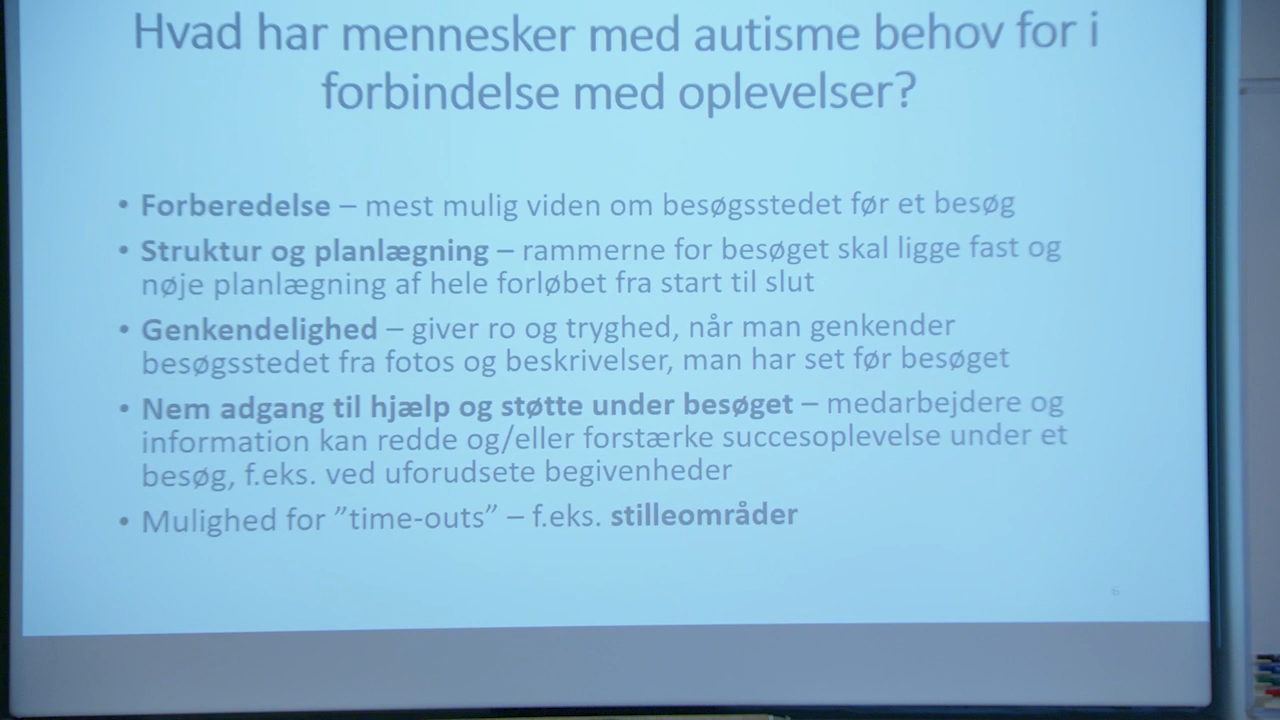 Hvad har mennesker med autisme behov for i
forbindelse med oplevelser?
• Forberedelse – mest mulig viden om besøgsstedet før et besøg
• Struktur og planlægning – rammerne for besøget skal ligge fast og
nøje planlægning af hele forløbet fra start til slut
• Genkendelighed – giver ro og tryghed, når man genkender
besøgsstedet fra fotos og beskrivelser, man har set før besøget
• Nem adgang til hjælp og støtte under besøget – medarbejdere og
information kan redde og/eller forstærke succesoplevelse under et
besøg, f.eks. ved uforudsete begivenheder
• Mulighed for ”time-outs” – f.eks. stilleområder
6